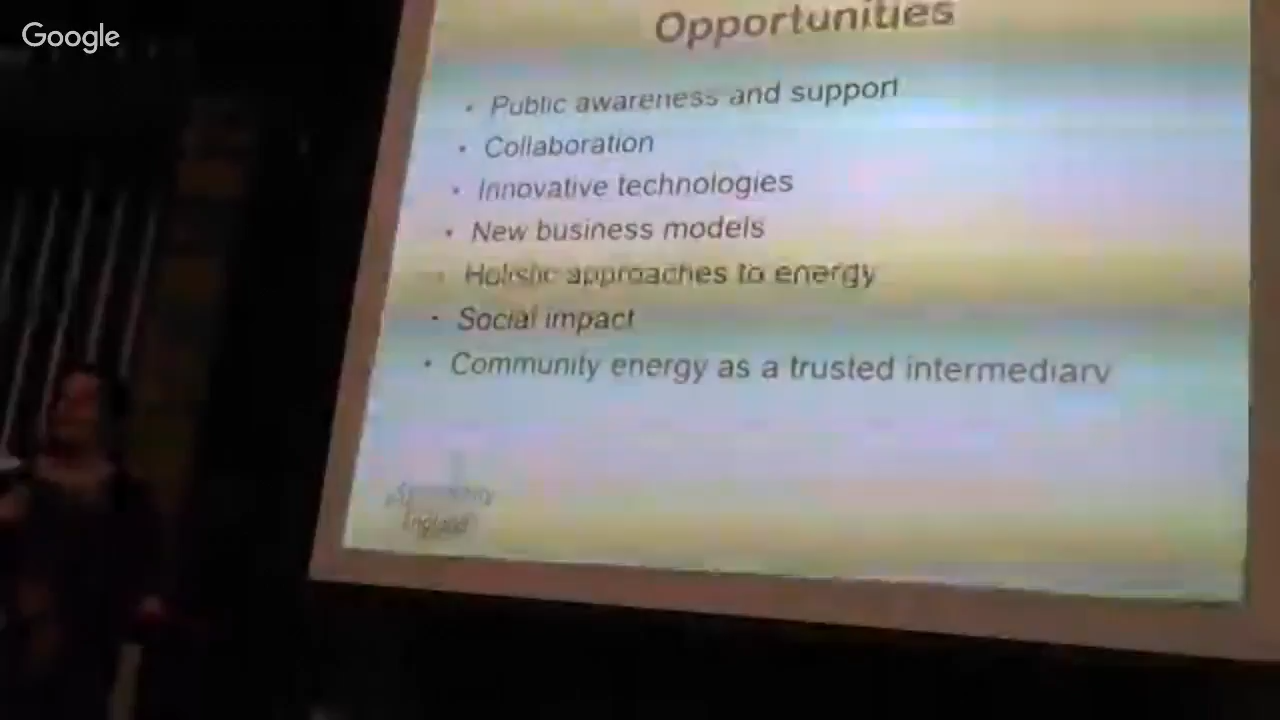 Google
Opportunities
• Public awareness and support
• Collaboration
• Innovative technologies
• New business models
• Holistic approaches to energy
• Social impact
• Community energy as a trusted intermediary
England